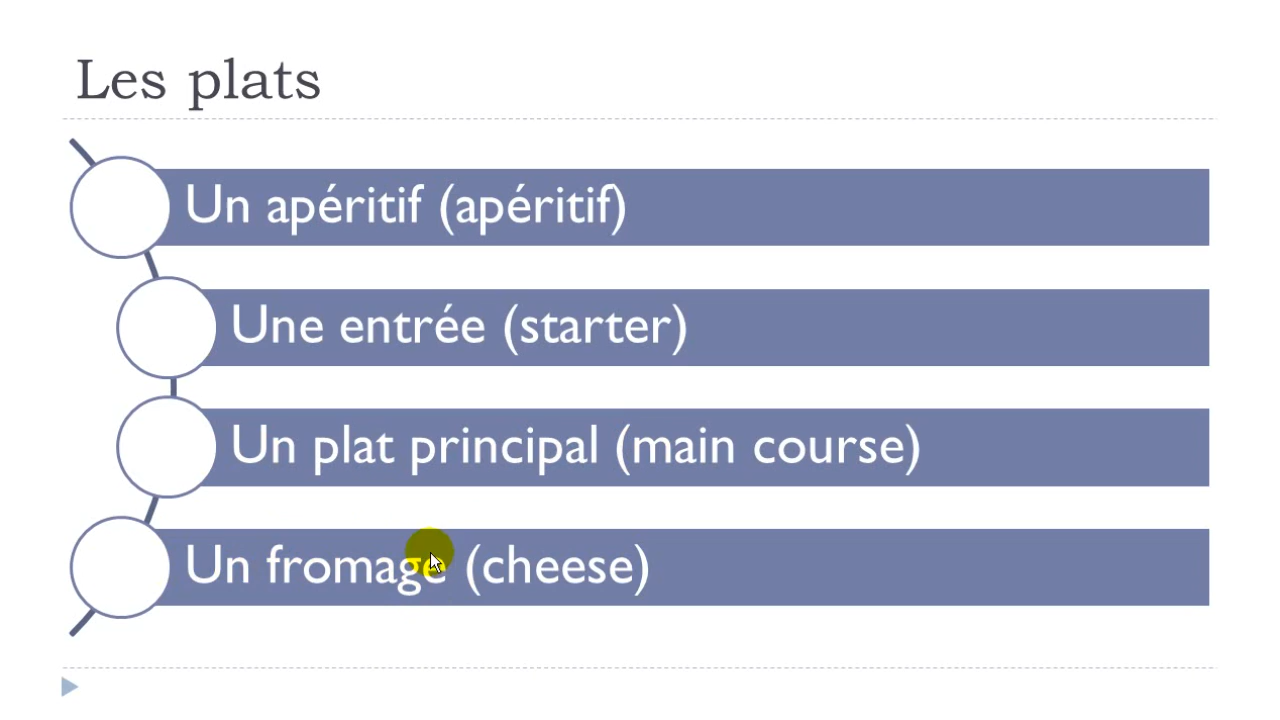 Les plats
Un apéritif (apéritif)
Une entrée (starter)
Un plat principal (main course)
Un fromage (cheese)